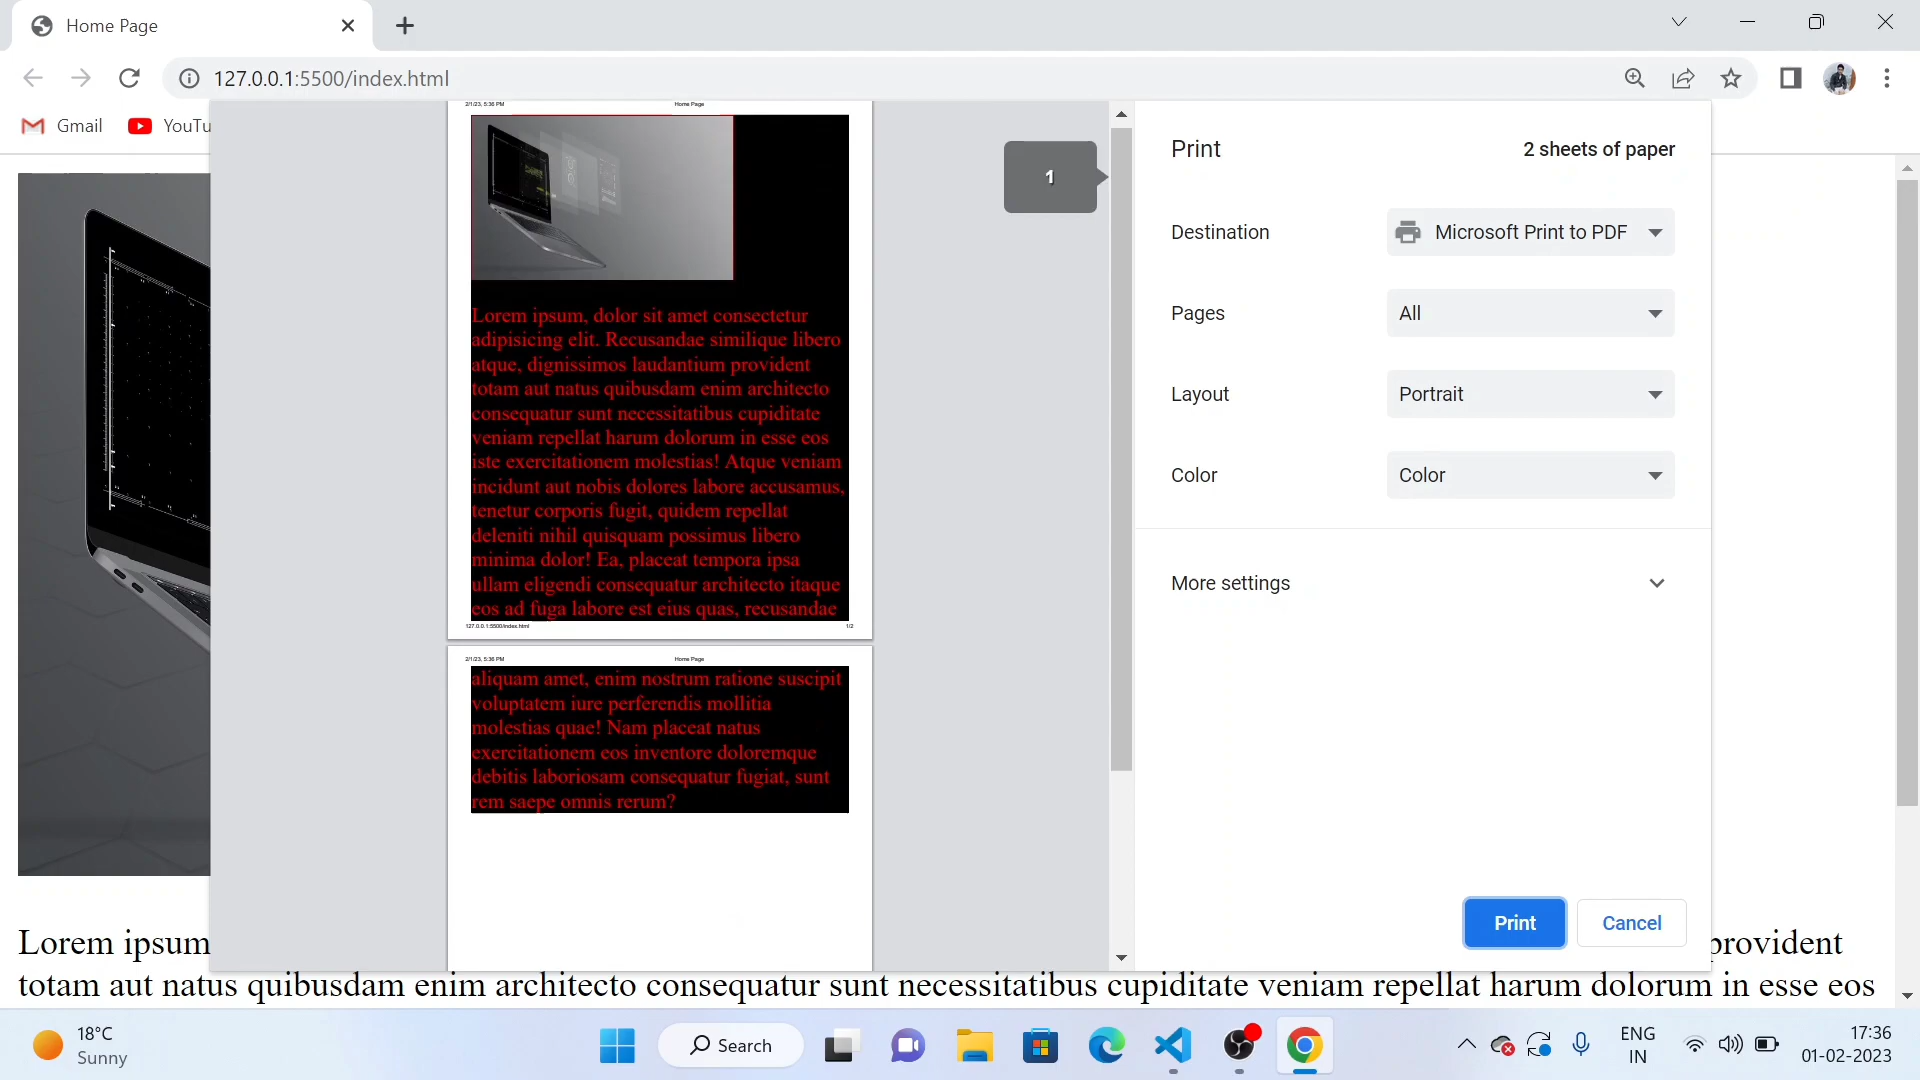 Home Page
127.0.0.1:5500/index.html
Gmail
YouTu
2/1/23, 5:36 PM Home Page
Lorem ipsum, dolor sit amet consectetur
adipisicing elit. Recusandae similique libero
atque, dignissimos laudantium provident
totam aut natus quibusdam enim architecto
consequatur sunt necessitatibus cupiditate
veniam repellat harum dolorum in esse eos
iste exercitationem molestias! Atque veniam
incidunt aut nobis dolores labore accusamus,
tenetur corporis fugit, quidem repellat
deleniti nihil quisquam possimus libero
minima dolor! Ea, placeat tempora ipsa
ullam eligendi consequatur architecto itaque
eos ad fuga labore est eius quas, recusandae
127.0.0.1:5500/index.html 1/2
2/1/23, 5:36 PM Home Page
aliquam amet, enim nostrum ratione suscipit
voluptatem iure perferendis mollitia
molestias quae! Nam placeat natus
exercitationem eos inventore doloremque
debitis laboriosam consequatur fugiat, sunt
rem saepe omnis rerum?
1
Print 2 sheets of paper
Destination Microsoft Print to PDF
Pages All
Layout Portrait
Color Color
More settings
Print Cancel
Lorem ipsum provident
totam aut natus quibusdam enim architecto consequatur sunt necessitatibus cupiditate veniam repellat harum dolorum in esse eos
18°C
Sunny
Search
ENG
IN
17:36
01-02-2023